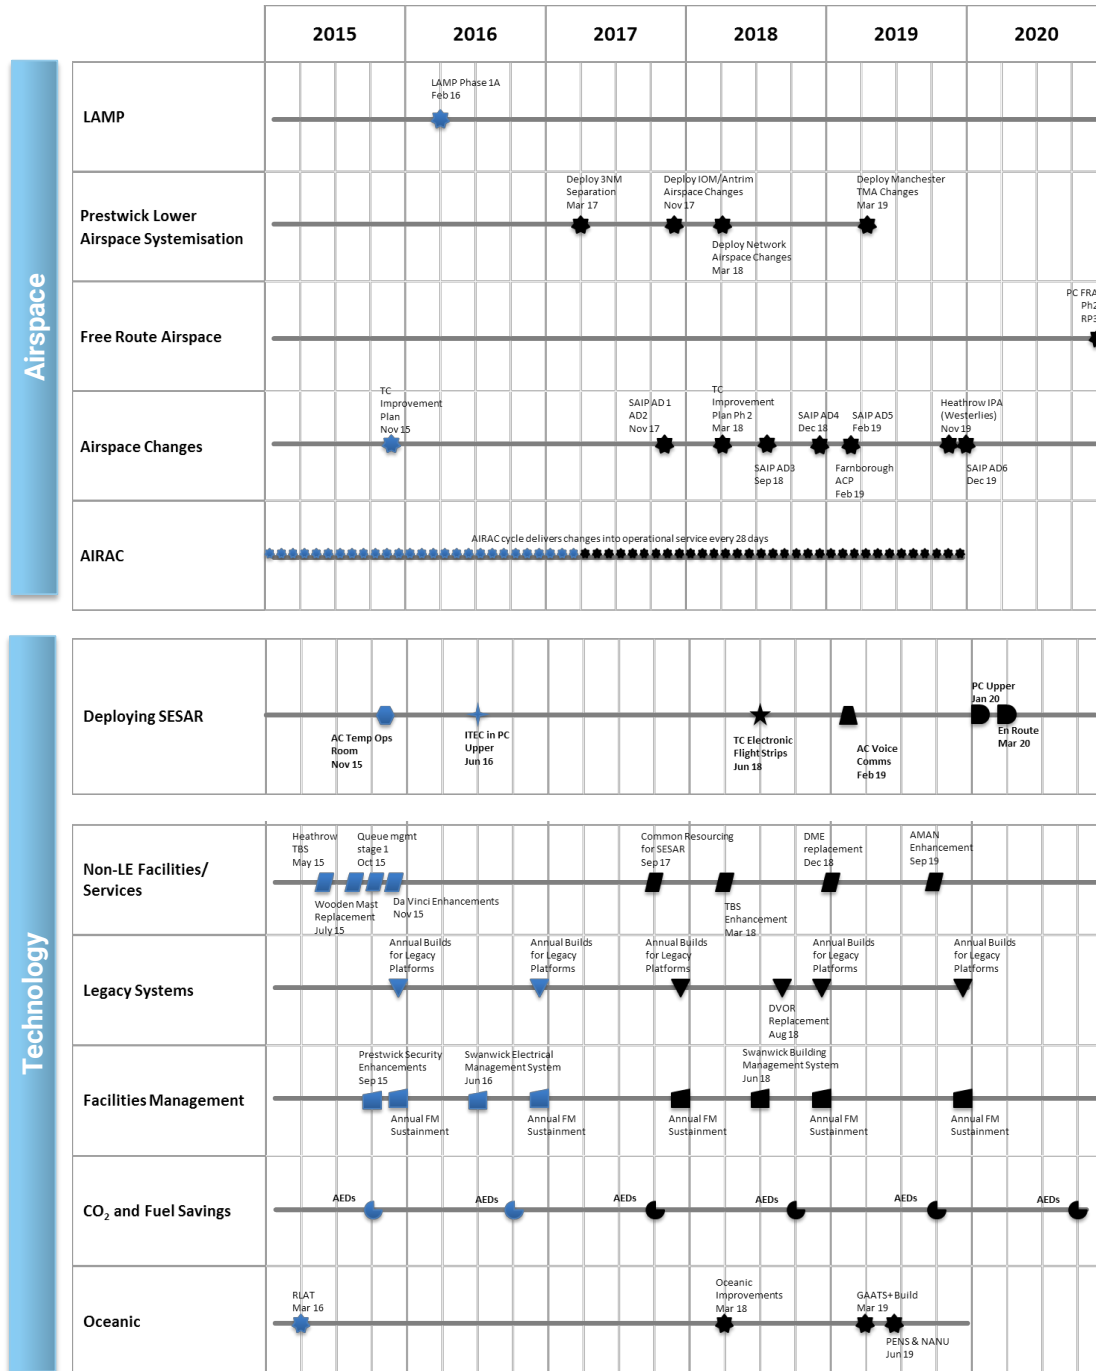 2015 2016 2017 2018 2019 2020
Airspace
LAMP
LAMP Phase 1A
Feb 16
Prestwick Lower
Airspace Systemisation
Deploy 3NM
Separation
Mar 17
Deploy IOM/Antrim
Airspace Changes
Nov 17
Deploy Network
Airspace Changes
Mar 18
Deploy Manchester
TMA Changes
Mar 19
Free Route Airspace
PC FRA
Ph2
RP3
Airspace Changes
TC
Improvement
Plan
Nov 15
SAIP AD1
AD2
Nov 17
TC
Improvement
Plan Ph 2
Mar 18
SAIP AD3
Sep 18
SAIP AD4
Dec 18
SAIP AD5
Feb 19
Farnborough
ACP
Feb 19
Heathrow IPA
(Westerlies)
Nov 19
SAIP AD6
Dec 19
AIRAC
AIRAC cycle delivers changes into operational service every 28 days
Technology
Deploying SESAR
AC Temp Ops
Room
Nov 15
ITEC in PC
Upper
Jun 16
TC Electronic
Flight Strips
Jun 18
AC Voice
Comms
Feb 19
PC Upper
Jan 20
En Route
Mar 20
Non-LE Facilities/
Services
Heathrow
TBS
May 15
Wooden Mast
Replacement
July 15
Queue mgmt
stage 1
Oct 15
Da Vinci Enhancements
Nov 15
Common Resourcing
for SESAR
Sep 17
TBS
Enhancement
Mar 18
DME
replacement
Dec 18
AMAN
Enhancement
Sep 19
Legacy Systems
Annual Builds
for Legacy
Platforms
Annual Builds
for Legacy
Platforms
Annual Builds
for Legacy
Platforms
DVOR
Replacement
Aug 18
Annual Builds
for Legacy
Platforms
Annual Builds
for Legacy
Platforms
Facilities Management
Prestwick Security
Enhancements
Sep 15
Annual FM
Sustainment
Swanwick Electrical
Management System
Jun 16
Annual FM
Sustainment
Annual FM
Sustainment
Swanwick Building
Management System
Jun 18
Annual FM
Sustainment
Annual FM
Sustainment
CO2 and Fuel Savings
AEDs
AEDs
AEDs
AEDs
AEDs
AEDs
Oceanic
RLAT
Mar 16
Oceanic
Improvements
Mar 18
GAATS+ Build
Mar 19
PENS & NANU
Jun 19